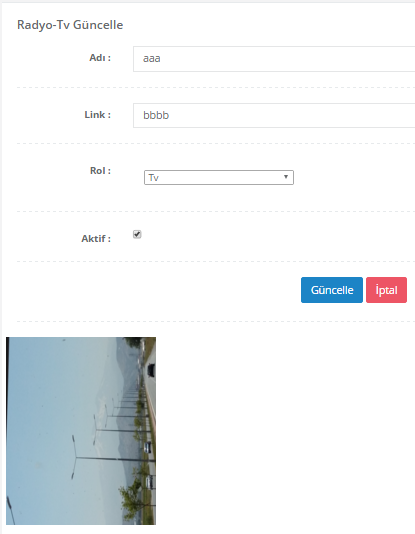 Radyo-Tv Güncelle
Adı :
aaa
Link :
bbbb
Rol :
Tv
Aktif :
Güncelle İptal